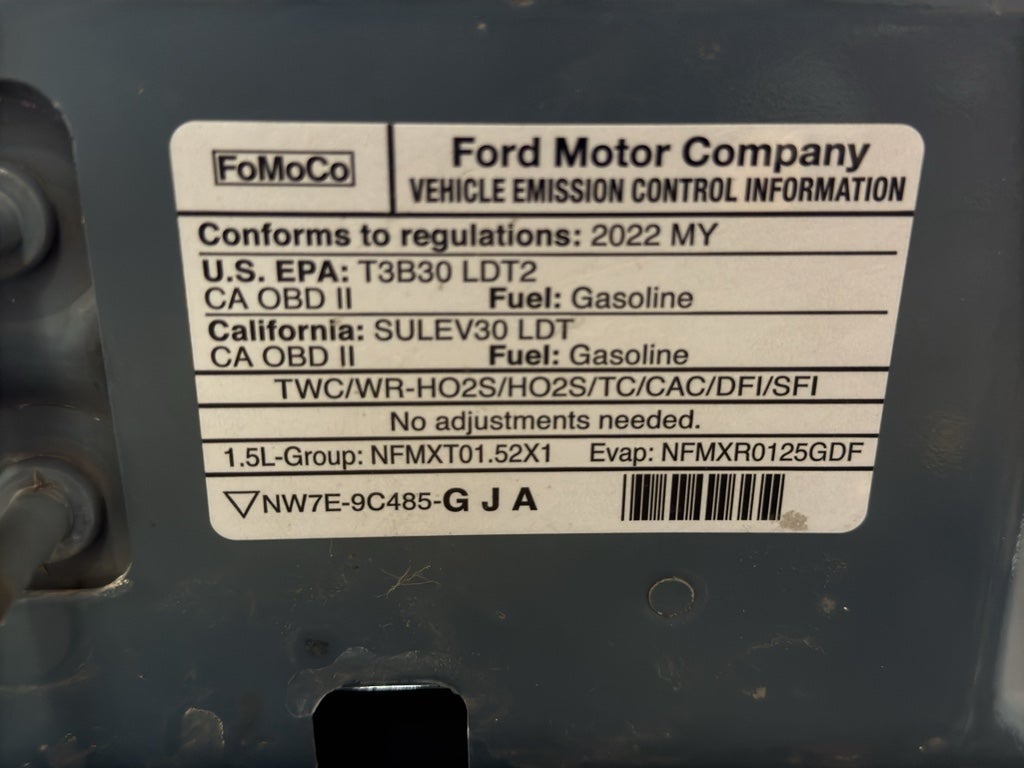 FoMoCo
Ford Motor Company
VEHICLE EMISSION CONTROL INFORMATION
Conforms to regulations: 2022 MY
U.S. EPA: T3B30 LDT2
CA OBD II Fuel: Gasoline
California: SULEV30 LDT
CA OBD II Fuel: Gasoline
TWC/WR-HO2S/HO2S/TC/CAC/DFI/SFI
No adjustments needed.
1.5L-Group: NFMXT01.52X1 Evap: NFMXR0125GDF
NW7E-9C485-G J A